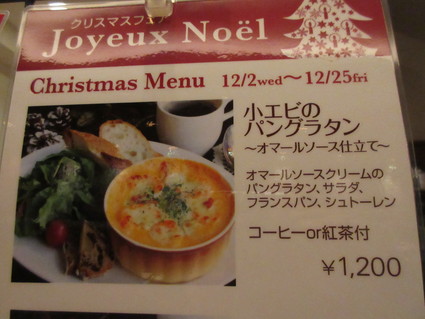 クリスマスフェア
Joyeux Noël
Christmas Menu 12/2wed～12/25fri
小エビの
パングラタン
～オマールソース仕立て～
オマールソースクリームの
パングラタン、サラダ、
フランスパン、シュトーレン
コーヒーor紅茶付
¥1,200